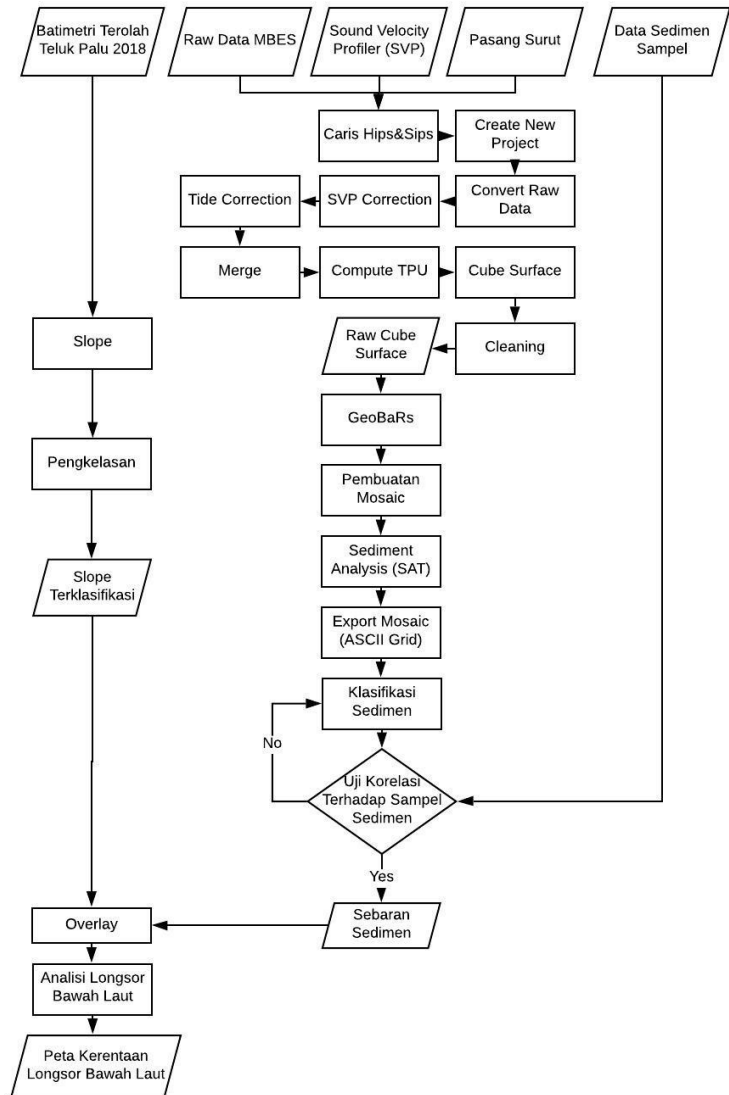 Batimetri Terolah
Teluk Palu 2018
Raw Data MBES
Sound Velocity
Profiler (SVP)
Pasang Surut
Data Sedimen
Sampel
Caris Hips&Sips
Create New
Project
Tide Correction
SVP Correction
Convert Raw
Data
Merge
Compute TPU
Cube Surface
Slope
Raw Cube
Surface
Cleaning
GeoBaRs
Pengkelasan
Pembuatan
Mosaic
Sediment
Analysis (SAT)
Slope
Terklasifikasi
Export Mosaic
(ASCII Grid)
Klasifikasi
Sedimen
No
Uji Korelasi
Terhadap Sampel
Sedimen
Yes
Overlay
Sebaran
Sedimen
Analisi Longsor
Bawah Laut
Peta Kerentaan
Longsor Bawah Laut